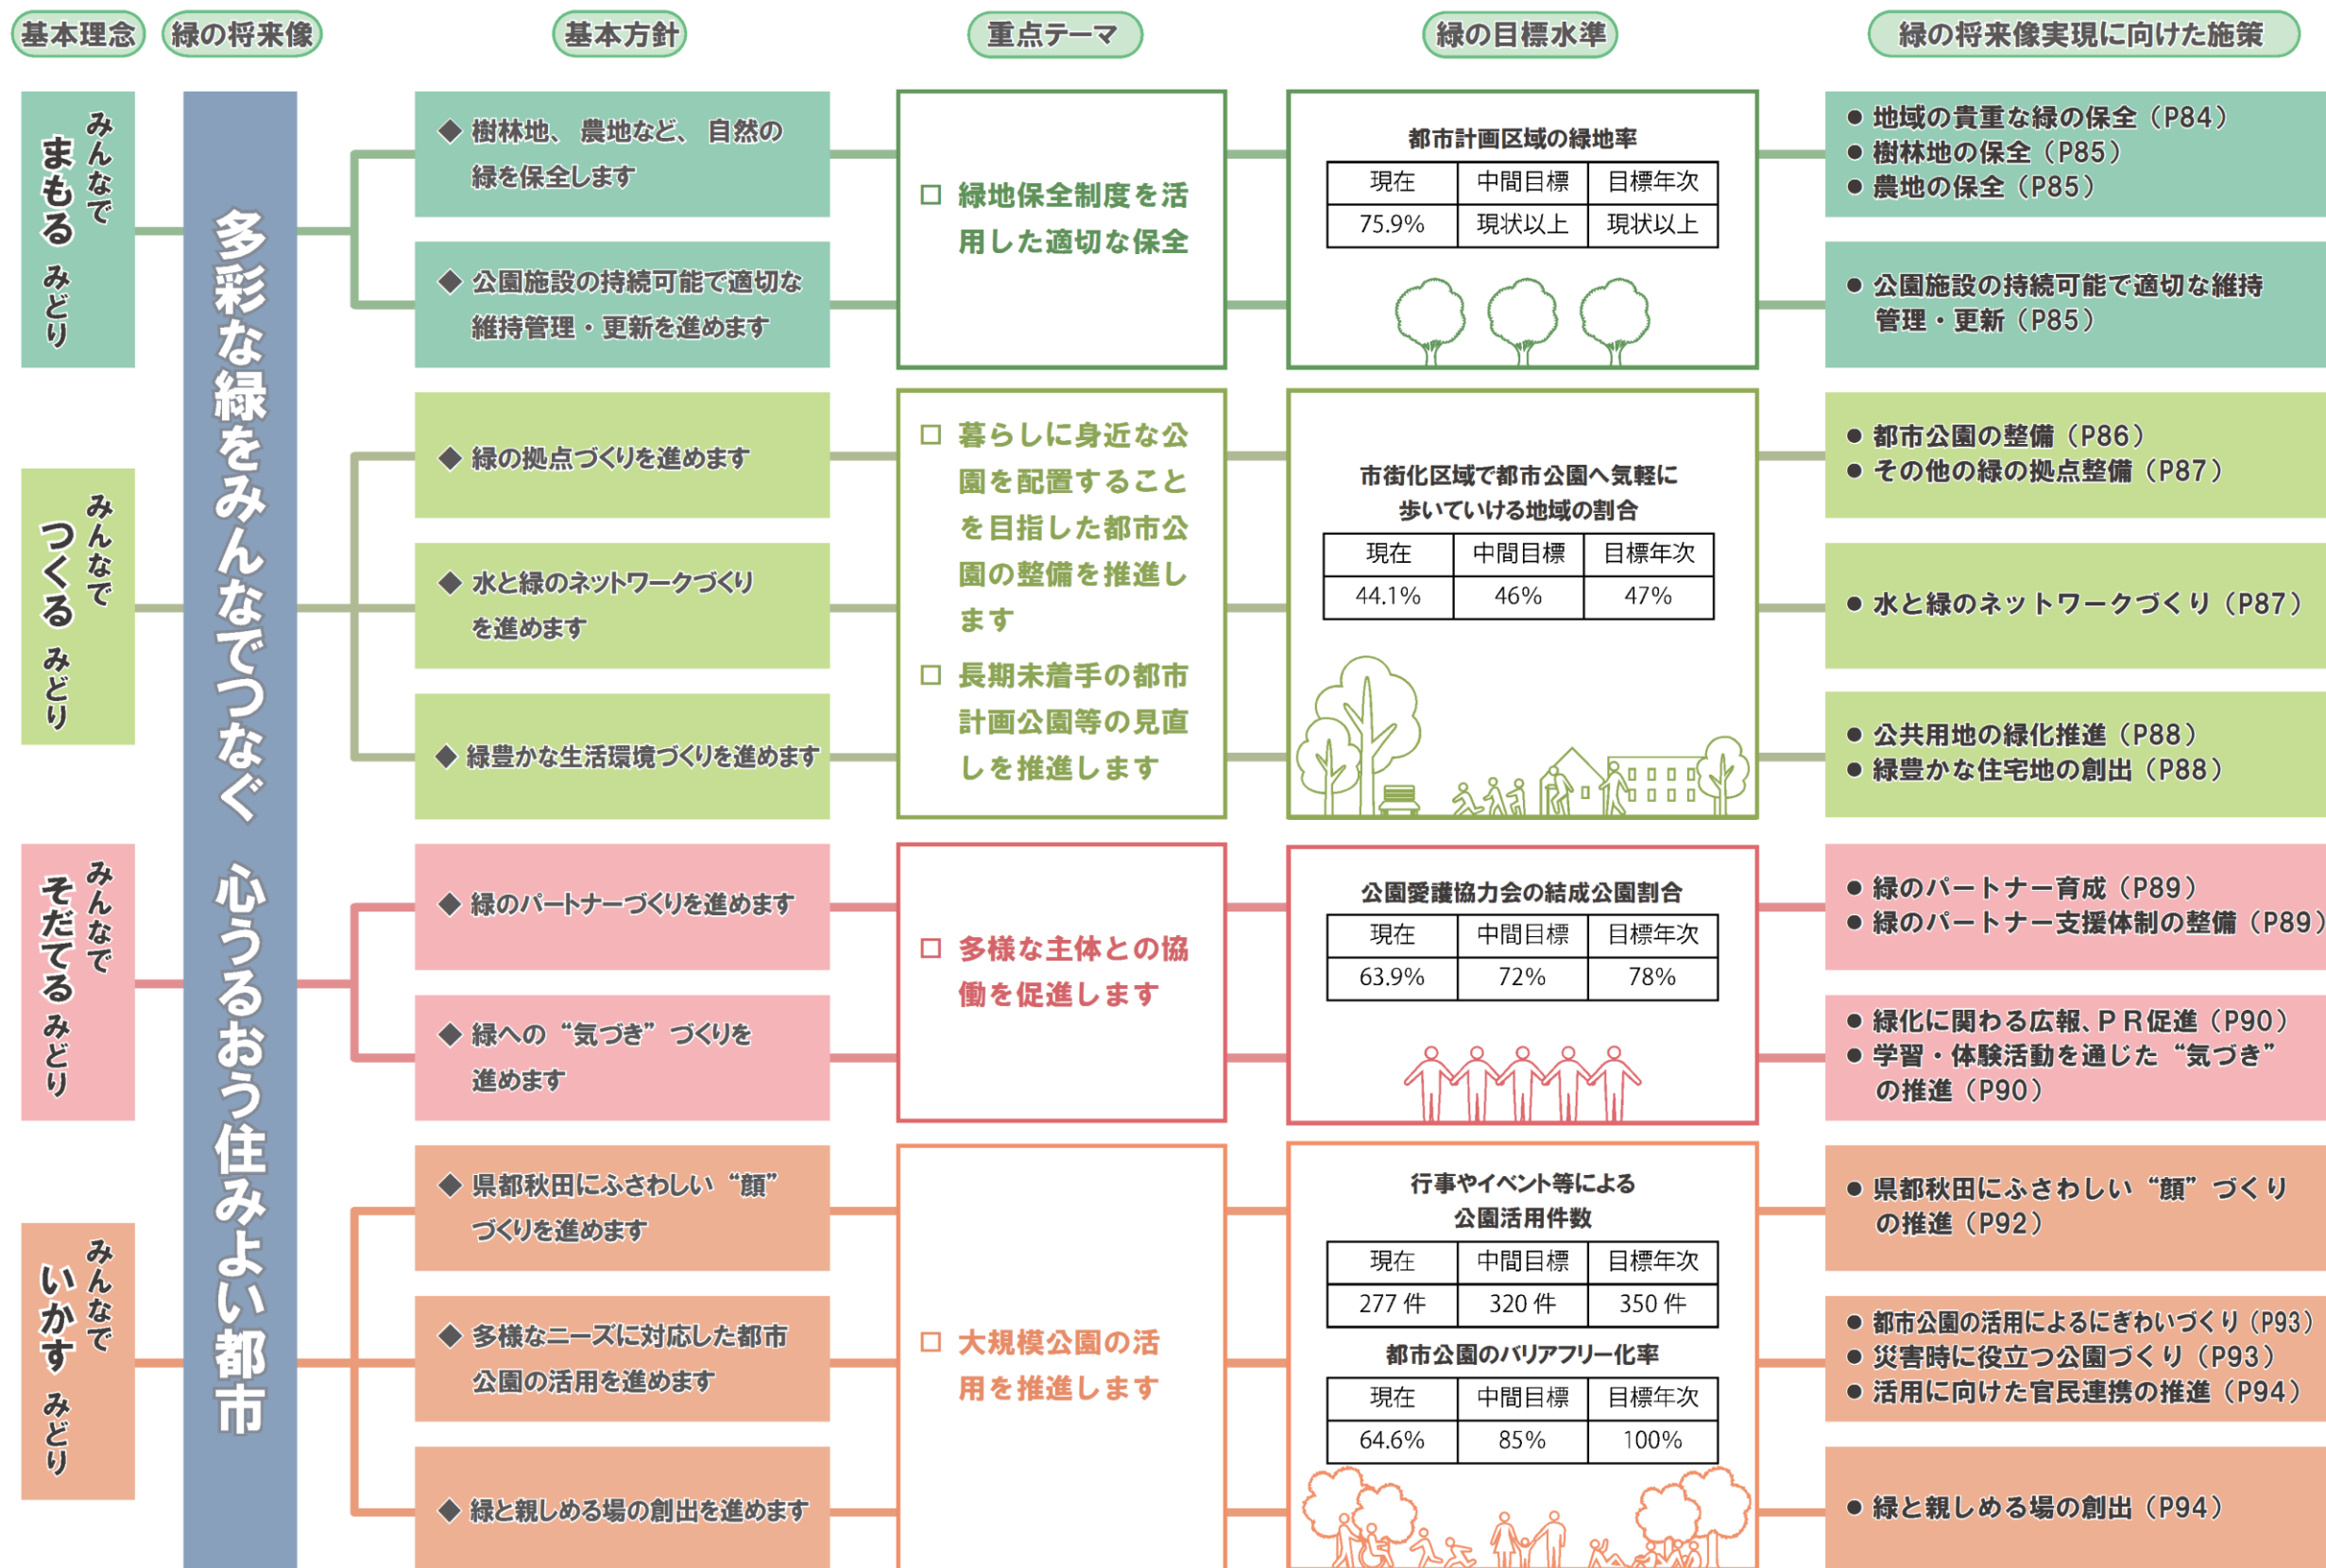 基本理念
緑の将来像
基本方針
重点テーマ
緑の目標水準
緑の将来像実現に向けた施策
多彩な緑をみんなでつなぐ 心うるおう住みよい都市
みんなで
まもる みどり
◆ 樹林地、農地など、自然の
緑を保全します
◆ 公園施設の持続可能で適切な
維持管理・更新を進めます
□ 緑地保全制度を活
用した適切な保全
都市計画区域の緑地率
現在 中間目標 目標年次
75.9% 現状以上 現状以上
● 地域の貴重な緑の保全（P84）
● 樹林地の保全（P85）
● 農地の保全（P85）
● 公園施設の持続可能で適切な維持
管理・更新（P85）
みんなで
つくる みどり
◆ 緑の拠点づくりを進めます
◆ 水と緑のネットワークづくり
を進めます
◆ 緑豊かな生活環境づくりを進めます
□ 暮らしに身近な公
園を配置すること
を目指した都市公
園の整備を推進し
ます
□ 長期未着手の都市
計画公園等の見直
しを推進します
市街化区域で都市公園へ気軽に
歩いていける地域の割合
現在 中間目標 目標年次
44.1% 46% 47%
● 都市公園の整備（P86）
● その他の緑の拠点整備（P87）
● 水と緑のネットワークづくり（P87）
● 公共用地の緑化推進（P88）
● 緑豊かな住宅地の創出（P88）
みんなで
そだてる みどり
◆ 緑のパートナーづくりを進めます
◆ 緑への“気づき”づくりを
進めます
□ 多様な主体との協
働を促進します
公園愛護協力会の結成公園割合
現在 中間目標 目標年次
63.9% 72% 78%
● 緑のパートナー育成（P89）
● 緑のパートナー支援体制の整備（P89）
● 緑化に関わる広報、ＰＲ促進（P90）
● 学習・体験活動を通じた“気づき”
の推進（P90）
みんなで
いかす みどり
◆ 県都秋田にふさわしい“顔”
づくりを進めます
◆ 多様なニーズに対応した都市
公園の活用を進めます
◆ 緑と親しめる場の創出を進めます
□ 大規模公園の活
用を推進します
行事やイベント等による
公園活用件数
現在 中間目標 目標年次
277 件 320 件 350 件
都市公園のバリアフリー化率
現在 中間目標 目標年次
64.6% 85% 100%
● 県都秋田にふさわしい“顔”づくり
の推進（P92）
● 都市公園の活用によるにぎわいづくり（P93）
● 災害時に役立つ公園づくり（P93）
● 活用に向けた官民連携の推進（P94）
● 緑と親しめる場の創出（P94）